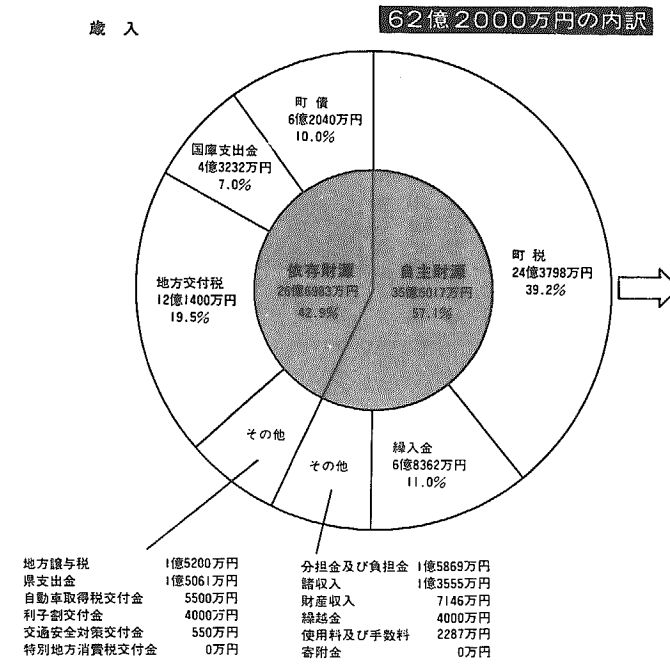 歳入
62億2000万円の内訳
町債
6億2040万円
10.0%
国庫支出金
4億3232万円
7.0%
地方交付税
12億1400万円
19.5%
依存財源
26億6983万円
42.9%
自主財源
35億5017万円
57.1%
町税
24億3798万円
39.2%
その他
その他
繰入金
6億8362万円
11.0%
地方譲与税 1億5200万円
県支出金 1億5061万円
自動車取得税交付金 5500万円
利子割交付金 4000万円
交通安全対策交付金 550万円
特別地方消費税交付金 0万円
分担金及び負担金 1億5869万円
諸収入 1億3555万円
財産収入 7146万円
繰越金 4000万円
使用料及び手数料 2287万円
寄附金 0万円